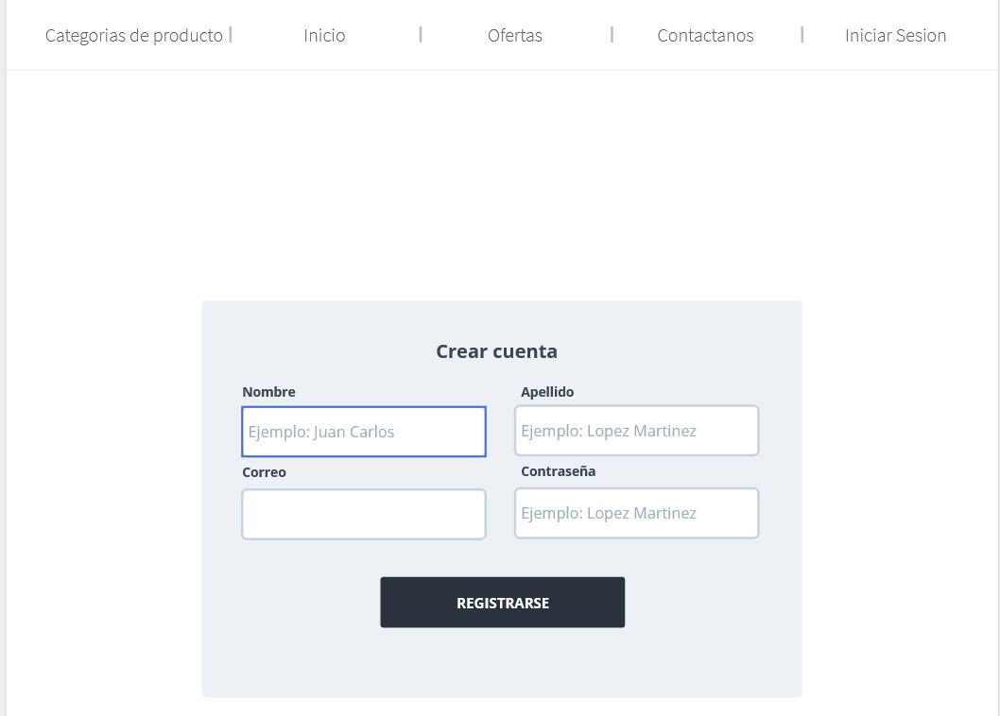 Categorias de producto | Inicio | Ofertas | Contactanos | Iniciar Sesion
Crear cuenta
Nombre Apellido
Ejemplo: Juan Carlos Ejemplo: Lopez Martinez
Correo Contraseña
Ejemplo: Lopez Martinez
REGISTRARSE